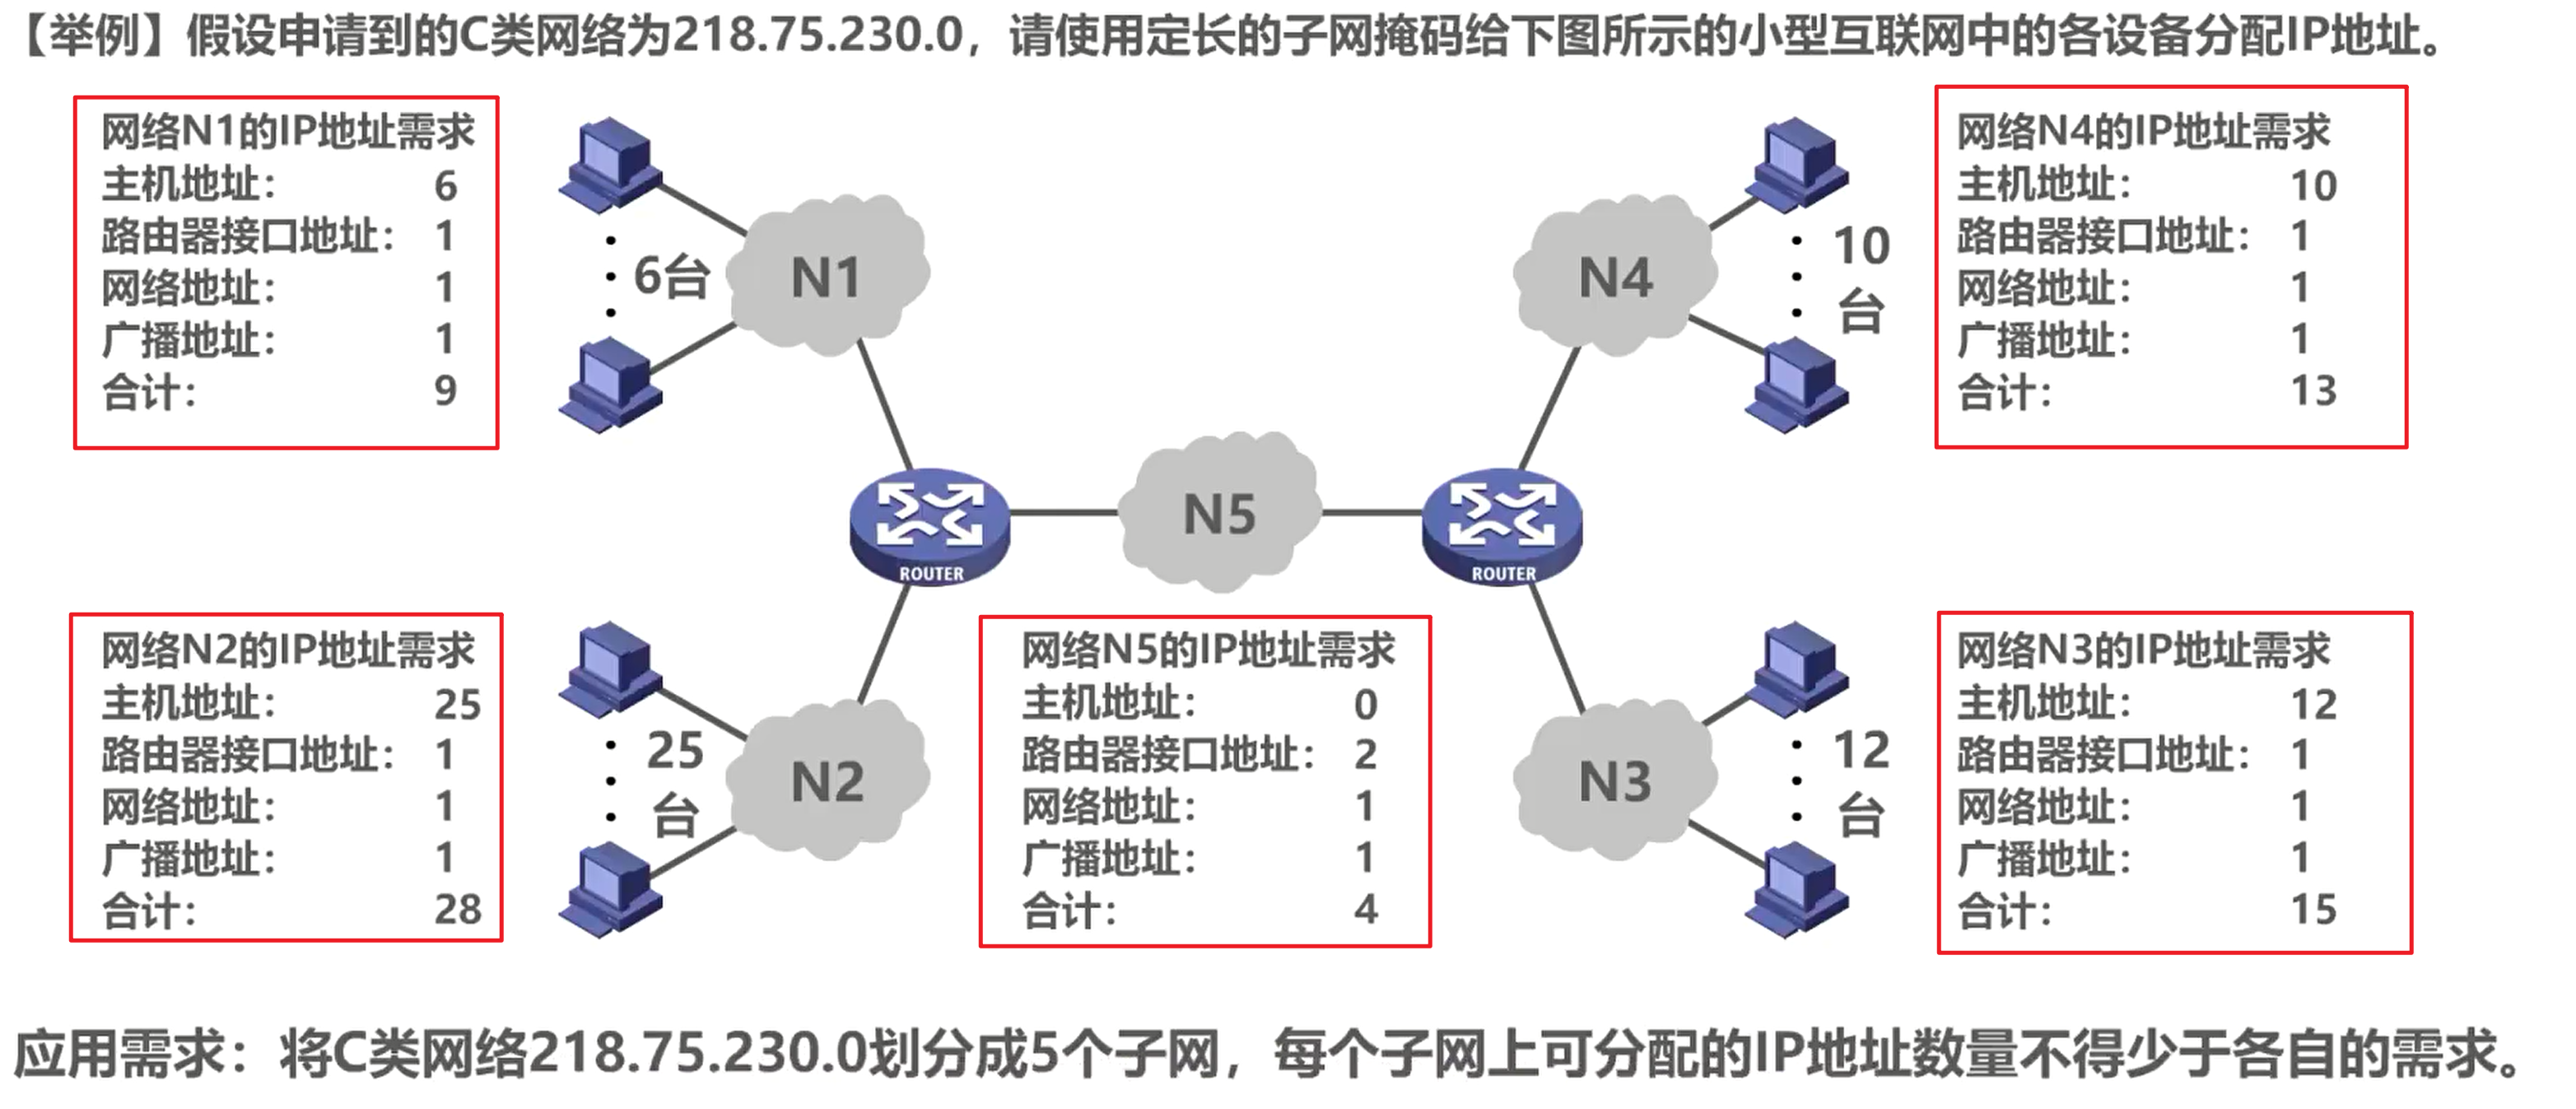 【举例】假设申请到的C类网络为218.75.230.0，请使用定长的子网掩码给下图所示的小型互联网中的各设备分配IP地址。
网络N1的IP地址需求
主机地址： 6
路由器接口地址： 1
网络地址： 1
广播地址： 1
合计： 9
6台
N1
N4
10
台
网络N4的IP地址需求
主机地址： 10
路由器接口地址： 1
网络地址： 1
广播地址： 1
合计： 13
ROUTER
N5
ROUTER
网络N2的IP地址需求
主机地址： 25
路由器接口地址： 1
网络地址： 1
广播地址： 1
合计： 28
25
台
N2
网络N5的IP地址需求
主机地址： 0
路由器接口地址： 2
网络地址： 1
广播地址： 1
合计： 4
N3
12
台
网络N3的IP地址需求
主机地址： 12
路由器接口地址： 1
网络地址： 1
广播地址： 1
合计： 15
应用需求：将C类网络218.75.230.0划分成5个子网，每个子网上可分配的IP地址数量不得少于各自的需求。